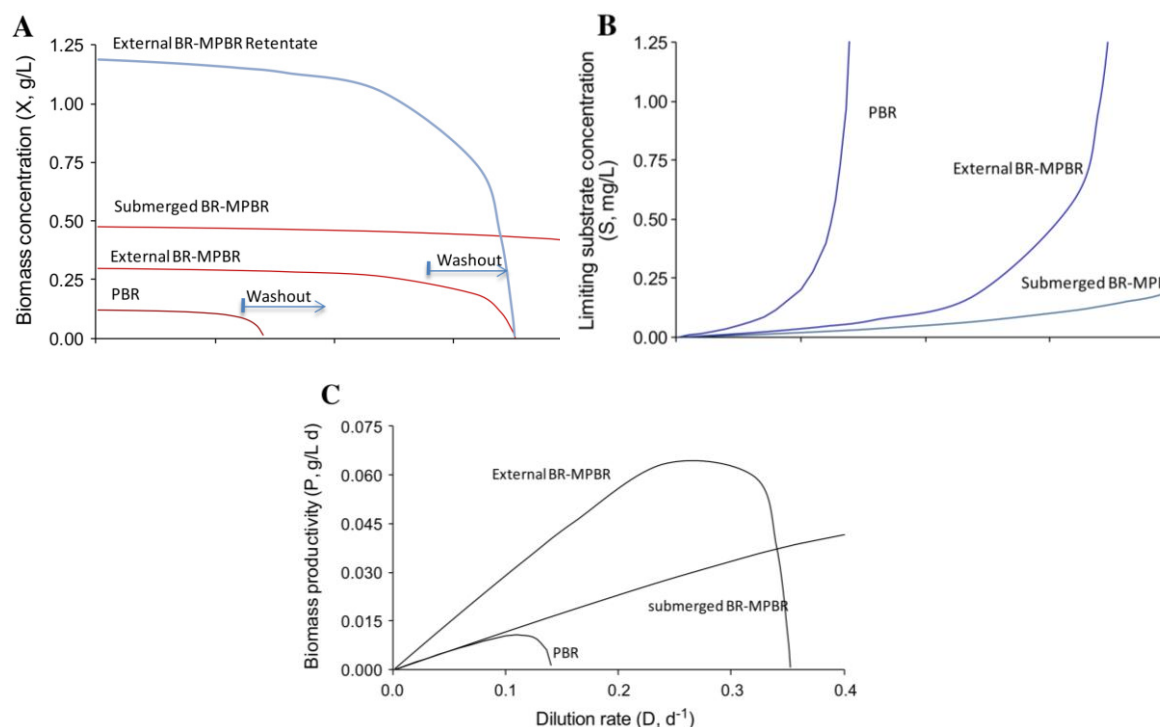 A
External BR-MPBR Retentate
1.25
1.00
0.75
0.50
0.25
0.00
Biomass concentration (X, g/L)
Submerged BR-MPBR
External BR-MPBR
Washout
PBR
Washout
B
1.25
1.00
0.75
0.50
0.25
0.00
Limiting substrate concentration
(S, mg/L)
PBR
External BR-MPBR
Submerged BR-MPI
C
0.075
0.060
0.045
0.030
0.015
0.000
Biomass productivity (P, g/L d)
External BR-MPBR
submerged BR-MPBR
PBR
0.0
0.1
0.2
0.3
0.4
Dilution rate (D, d⁻¹)